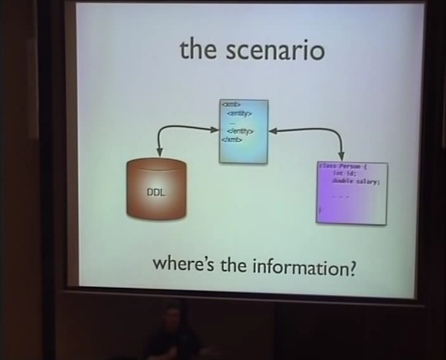 the scenario
<xml>
<entity>
...
</entity>
</xml>
DDL
class Person {
int id;
double salary;
. . .
}
where's the information?